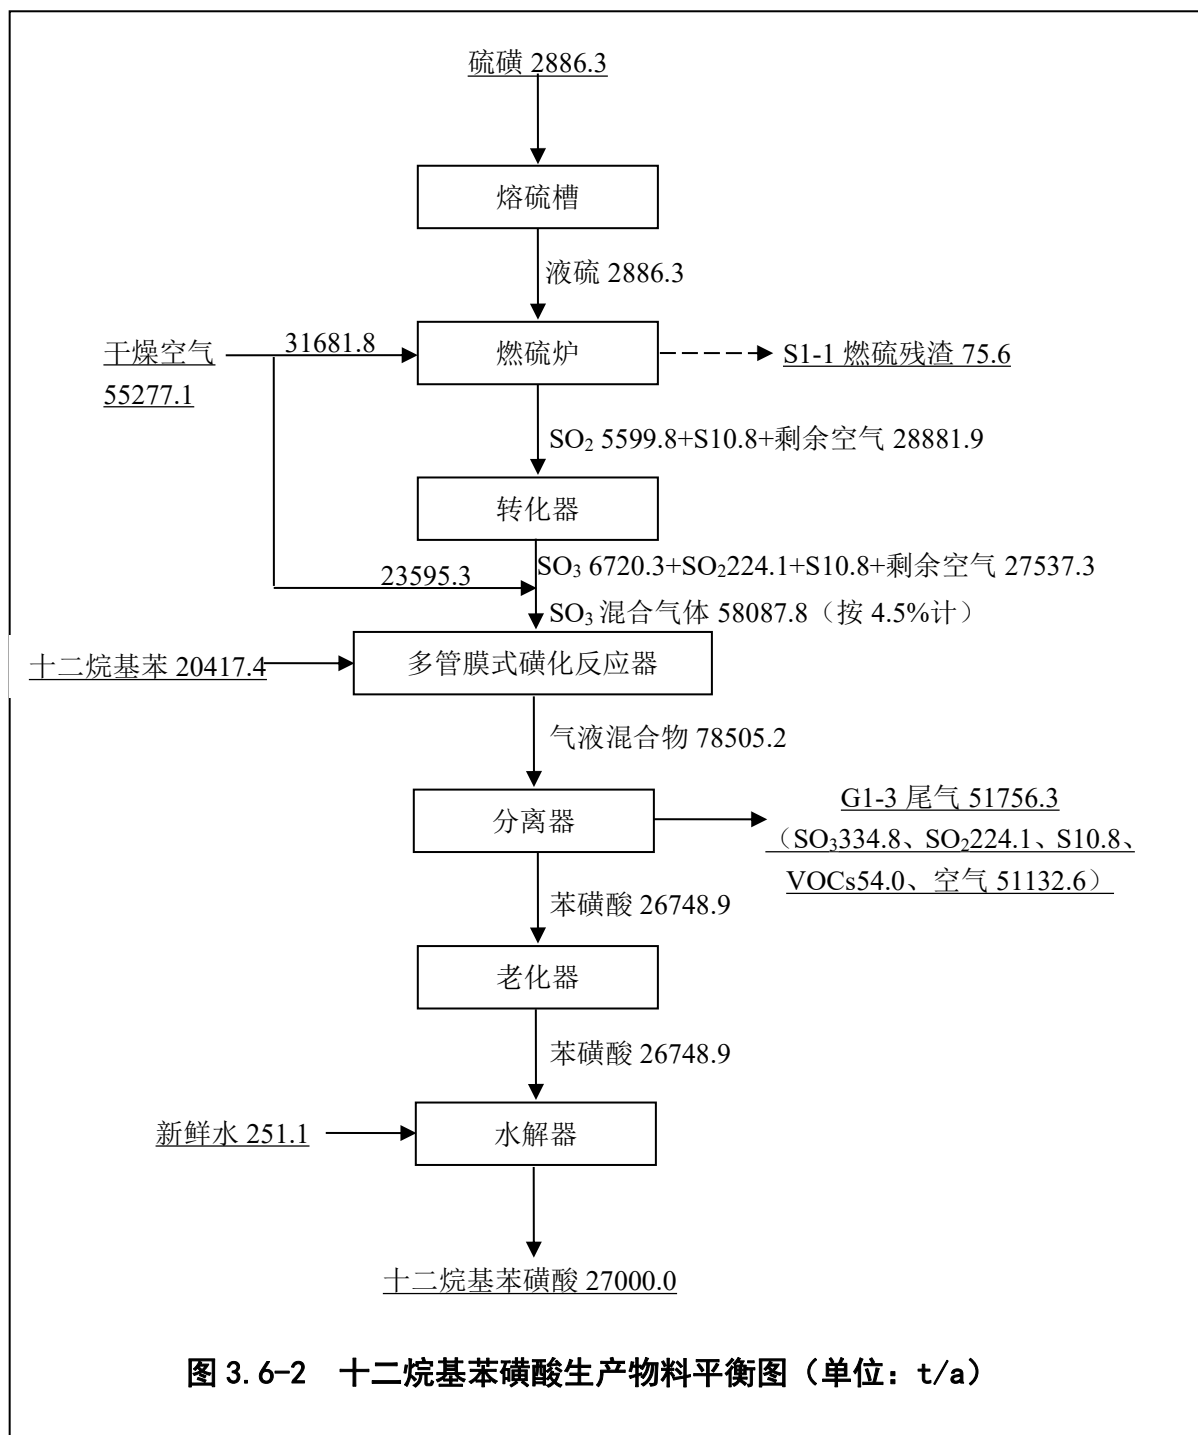 硫磺 2886.3
熔硫槽
液硫 2886.3
干燥空气
55277.1
31681.8
燃硫炉
S1-1 燃硫残渣 75.6
SO₂ 5599.8+S10.8+剩余空气 28881.9
转化器
SO₃ 6720.3+SO₂224.1+S10.8+剩余空气 27537.3
23595.3
SO₃ 混合气体 58087.8（按 4.5%计）
十二烷基苯 20417.4
多管膜式磺化反应器
气液混合物 78505.2
分离器
G1-3 尾气 51756.3
（SO₃334.8、SO₂224.1、S10.8、
VOCs54.0、空气 51132.6）
苯磺酸 26748.9
老化器
苯磺酸 26748.9
新鲜水 251.1
水解器
十二烷基苯磺酸 27000.0
图 3.6-2 十二烷基苯磺酸生产物料平衡图（单位：t/a）